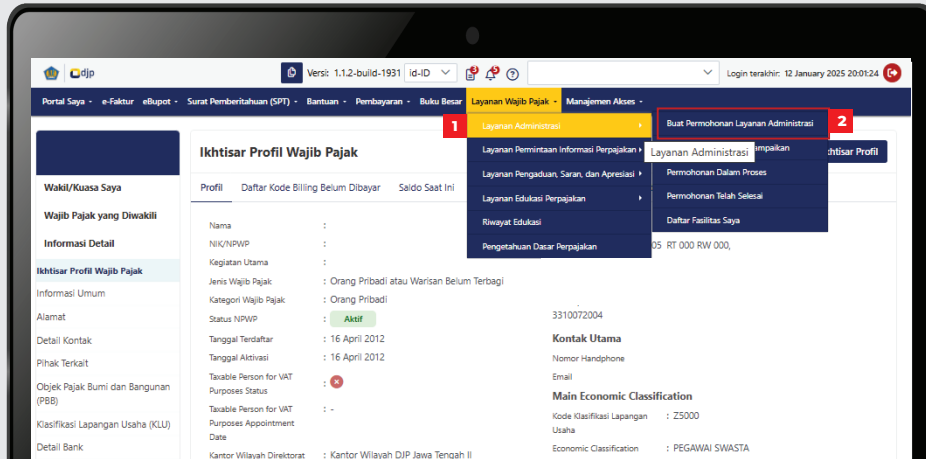 djp
Versi: 1.1.2-build-1931
id-ID
3
5
Login terakhir: 12 January 2025 20:01:24
Portal Saya
e-Faktur
eBupot
Surat Pemberitahuan (SPT)
Bantuan
Pembayaran
Buku Besar
Layanan Wajib Pajak
Manajemen Akses
1
Layanan Administrasi
Buat Permohonan Layanan Administrasi
2
Ikhtisar Profil Wajib Pajak
Layanan Permintaan Informasi Perpajakan
Layanan Administrasi
Layanan Pengaduan, Saran, dan Apresiasi
Permohonan Dalam Proses
Wakil/Kuasa Saya
Profil
Daftar Kode Billing Belum Dibayar
Saldo Saat Ini
Layanan Edukasi Perpajakan
Permohonan Telah Selesai
Wajib Pajak yang Diwakili
Riwayat Edukasi
Daftar Fasilitas Saya
Nama :
Informasi Detail
NIK/NPWP :
Pengetahuan Dasar Perpajakan
05 RT 000 RW 000,
Kegiatan Utama :
Ikhtisar Profil Wajib Pajak
Jenis Wajib Pajak : Orang Pribadi atau Warisan Belum Terbagi
Informasi Umum
Kategori Wajib Pajak : Orang Pribadi
Alamat
Status NPWP : Aktif
3310072004
Detail Kontak
Tanggal Terdaftar : 16 April 2012
Kontak Utama
Tanggal Aktivasi : 16 April 2012
Nomor Handphone
Pihak Terkait
Taxable Person for VAT
Purposes Status :
Email
Objek Pajak Bumi dan Bangunan
(PBB)
Main Economic Classification
Taxable Person for VAT : -
Purposes Appointment
Date
Kode Klasifikasi Lapangan : Z5000
Usaha
Klasifikasi Lapangan Usaha (KLU)
Detail Bank
Kantor Wilayah Direktorat : Kantor Wilayah DJP Jawa Tengah II
Economic Classification : PEGAWAI SWASTA